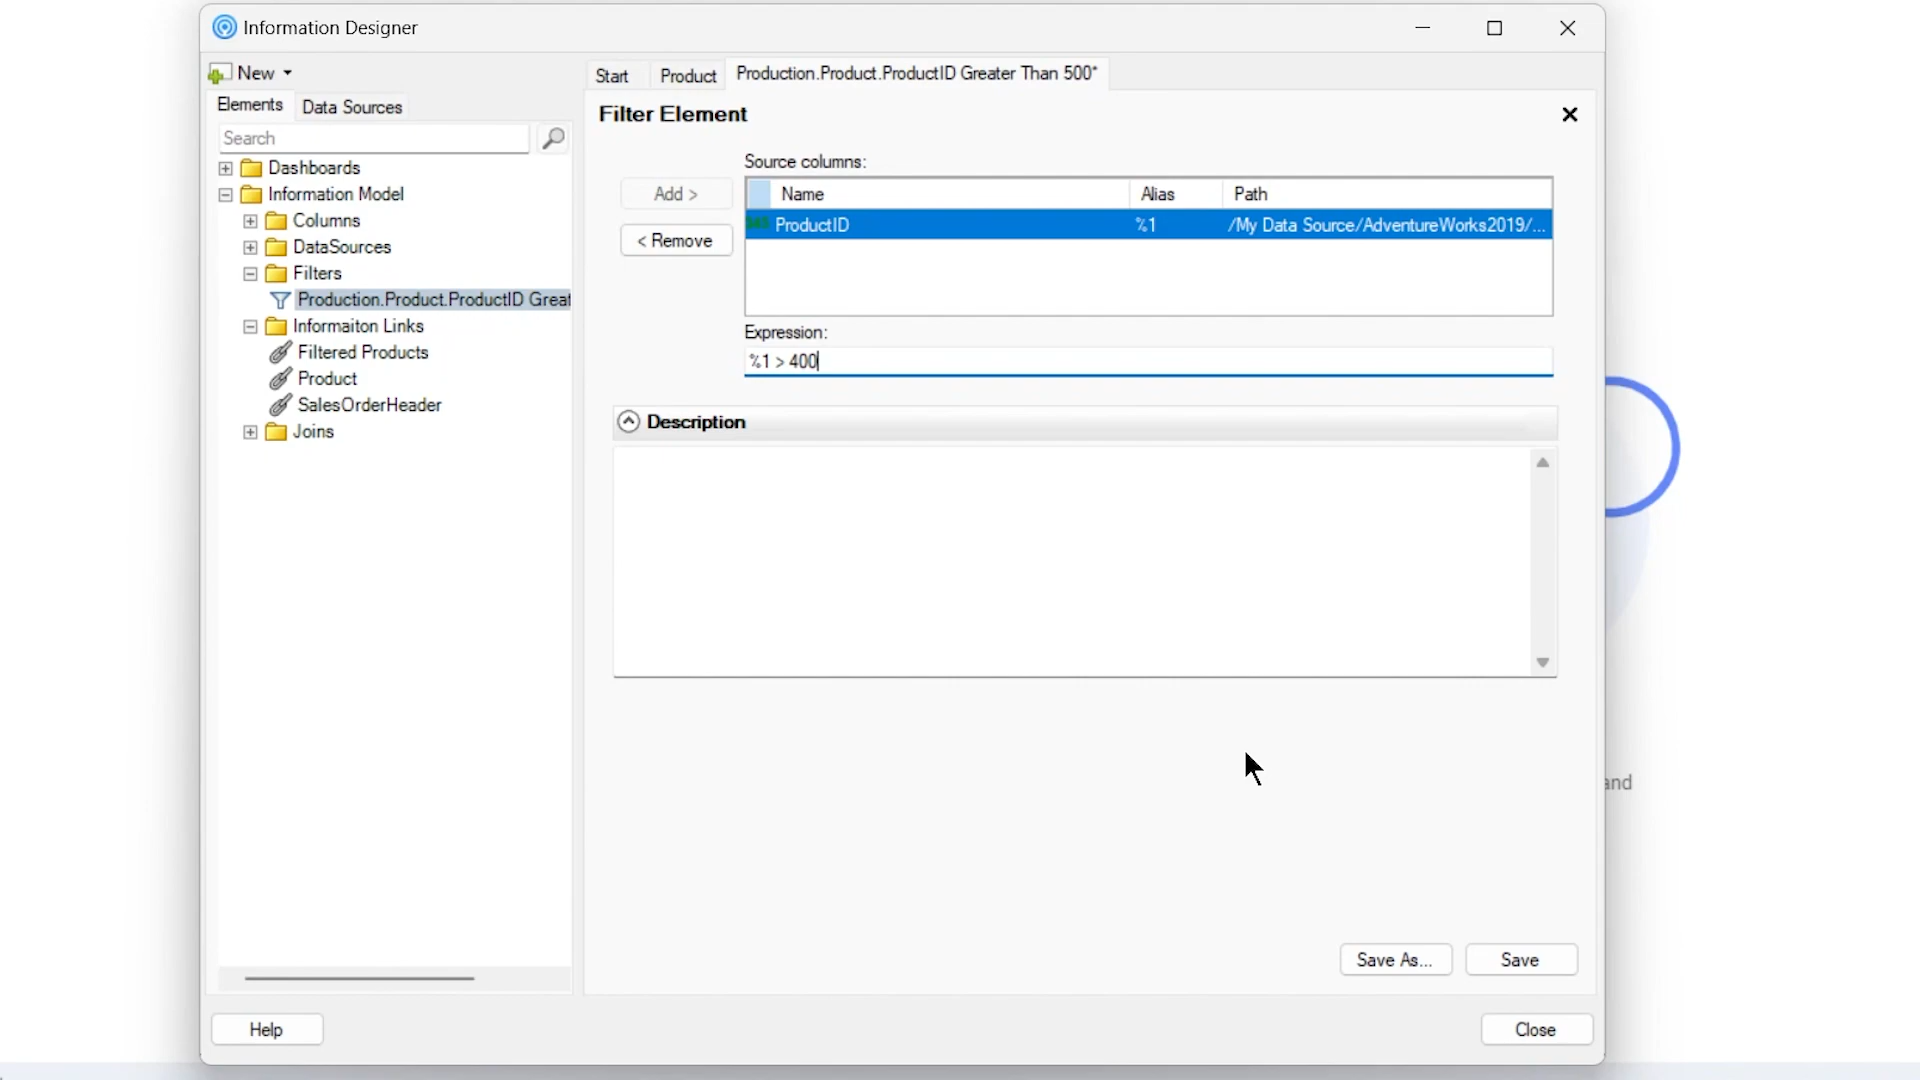 Information Designer
New
Elements
Data Sources
Search
Dashboards
Information Model
Columns
DataSources
Filters
Production.Product.ProductID Great
Informaiton Links
Filtered Products
Product
SalesOrderHeader
Joins
Help
Start
Product
Production.Product.ProductID Greater Than 500*
Filter Element
Source columns:
Add >
< Remove
Name Alias Path
ProductID %1 /My Data Source/AdventureWorks2019/...
Expression:
%1 > 400
Description
Save As...
Save
Close
and